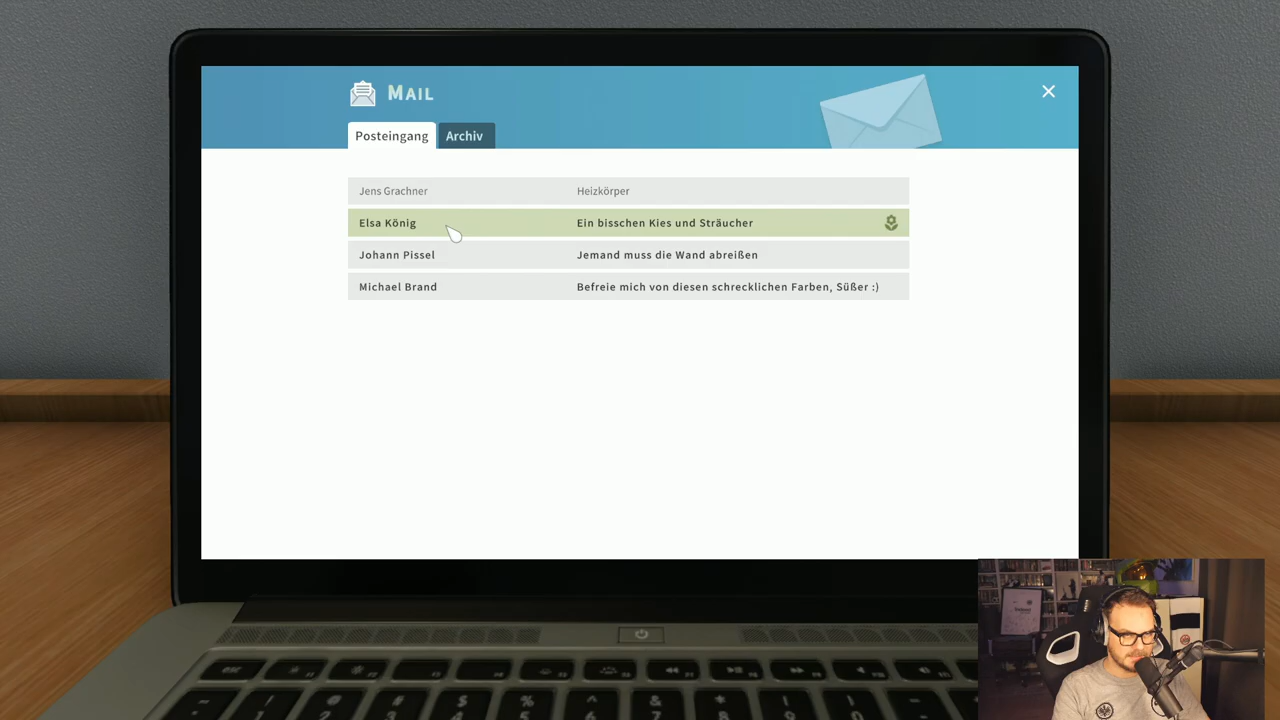 Mail
Posteingang Archiv
Jens Grachner Heizkörper
Elsa König Ein bisschen Kies und Sträucher
Johann Pissel Jemand muss die Wand abreißen
Michael Brand Befreie mich von diesen schrecklichen Farben, Süßer :)